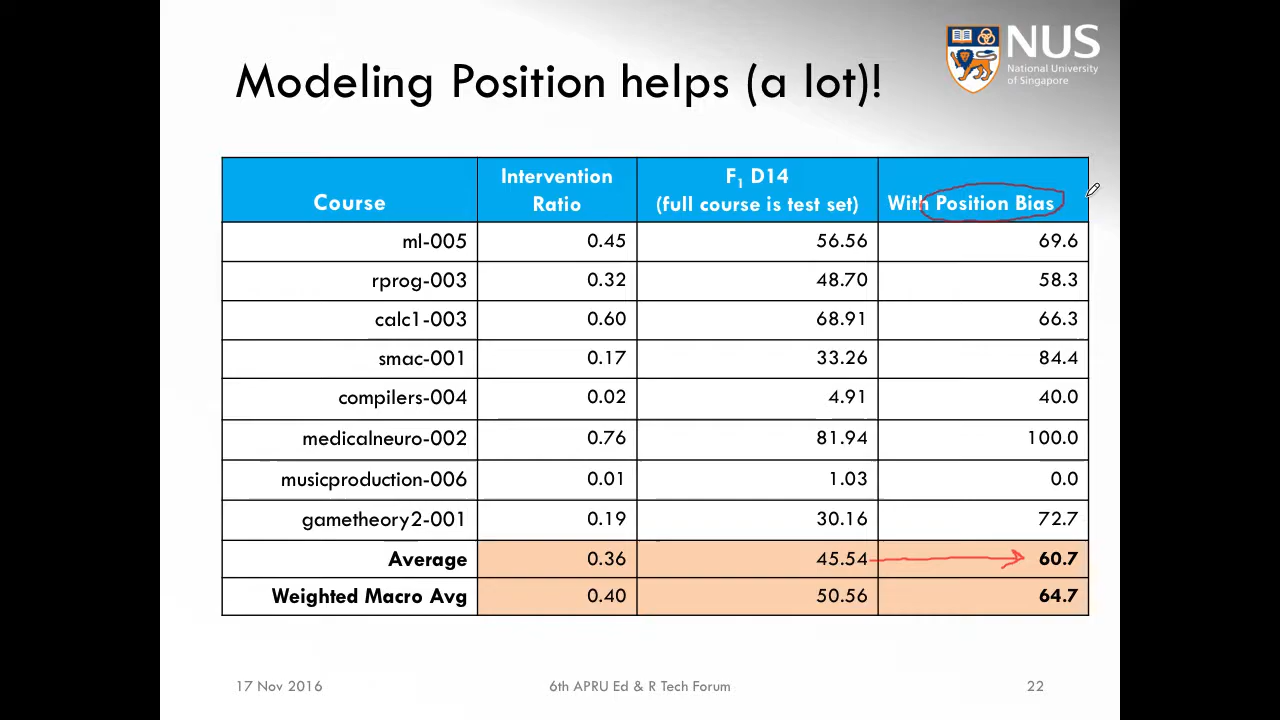 NUS
National University
of Singapore
Modeling Position helps (a lot)!
Course Intervention Ratio F1 D14 (full course is test set) With Position Bias
ml-005 0.45 56.56 69.6
rprog-003 0.32 48.70 58.3
calc1-003 0.60 68.91 66.3
smac-001 0.17 33.26 84.4
compilers-004 0.02 4.91 40.0
medicalneuro-002 0.76 81.94 100.0
musicproduction-006 0.01 1.03 0.0
gametheory2-001 0.19 30.16 72.7
Average 0.36 45.54 60.7
Weighted Macro Avg 0.40 50.56 64.7
17 Nov 2016 6th APRU Ed & R Tech Forum 22